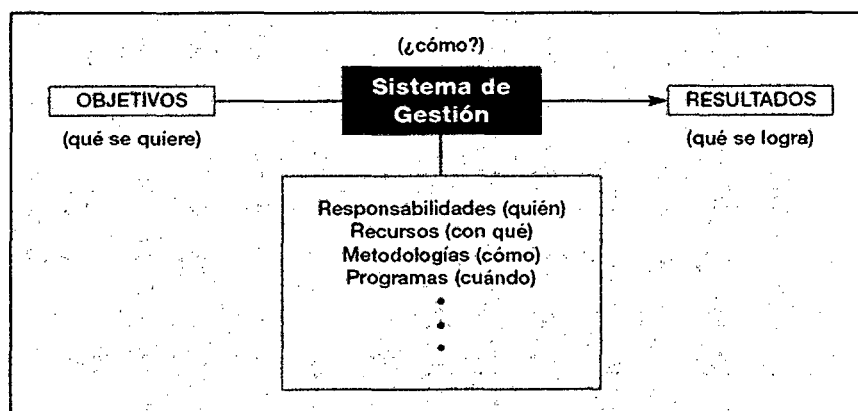 (¿cómo?)
OBJETIVOS
(qué se quiere)
Sistema de
Gestión
RESULTADOS
(qué se logra)
Responsabilidades (quién)
Recursos (con qué)
Metodologías (cómo)
Programas (cuándo)
•
•
•